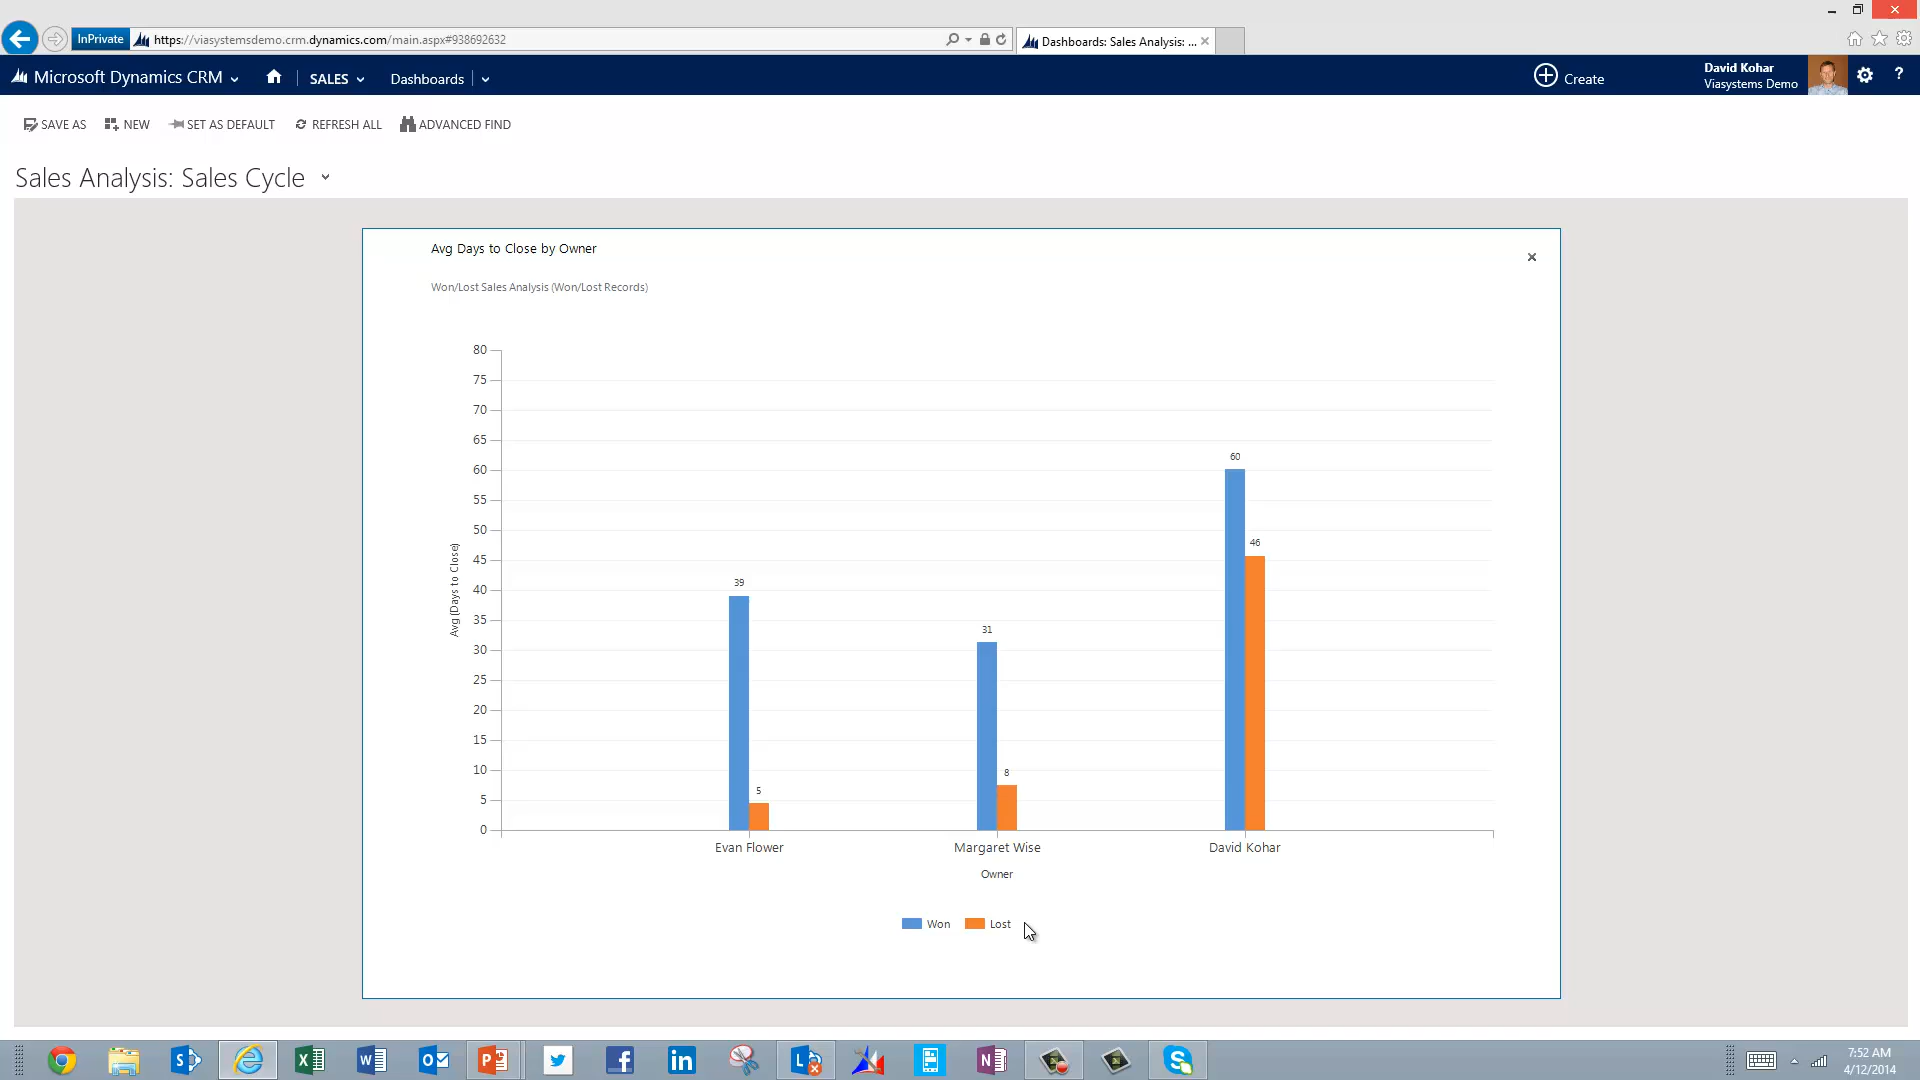 InPrivate https://viasystemsdemo.crm.dynamics.com/main.aspx#938692632 Dashboards: Sales Analysis: ...
Microsoft Dynamics CRM SALES Dashboards Create David Kohar
Viasystems Demo ?
SAVE AS NEW SET AS DEFAULT REFRESH ALL ADVANCED FIND
Sales Analysis: Sales Cycle
Avg Days to Close by Owner
Won/Lost Sales Analysis (Won/Lost Records)
Avg (Days to Close)
80
75
70
65
60
55
50
45
40
35
30
25
20
15
10
5
0
39
5
31
8
60
46
Evan Flower Margaret Wise David Kohar
Owner
Won Lost
7:52 AM
4/12/2014